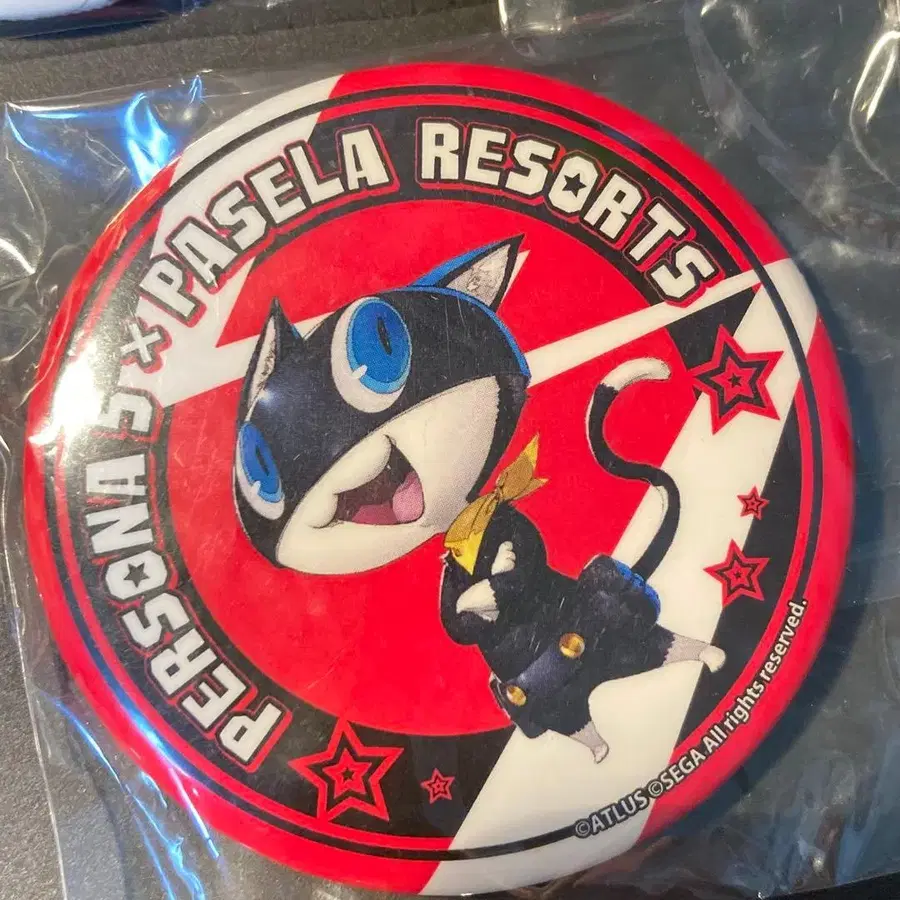 PERSONA 5×PASELA RESORTS
©ATLUS ©SEGA All rights reserved.